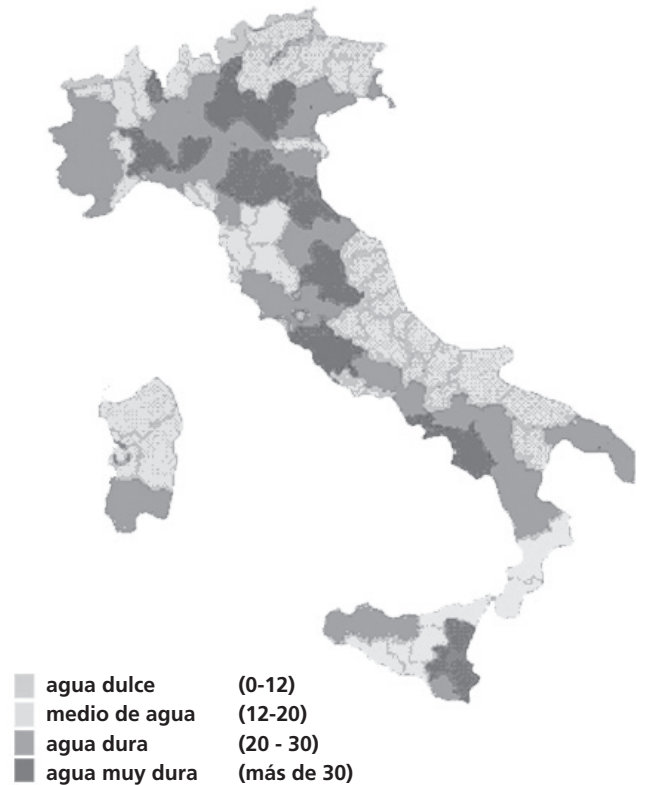 agua dulce (0-12)
medio de agua (12-20)
agua dura (20 - 30)
agua muy dura (más de 30)